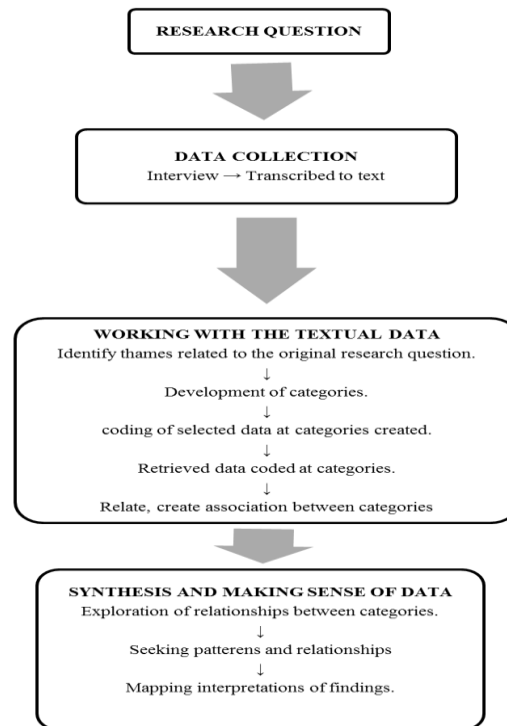 RESEARCH QUESTION
DATA COLLECTION
Interview → Transcribed to text
WORKING WITH THE TEXTUAL DATA
Identify thames related to the original research question.
↓
Development of categories.
↓
coding of selected data at categories created.
↓
Retrieved data coded at categories.
↓
Relate, create association between categories
SYNTHESIS AND MAKING SENSE OF DATA
Exploration of relationships between categories.
↓
Seeking patterens and relationships
↓
Mapping interpretations of findings.